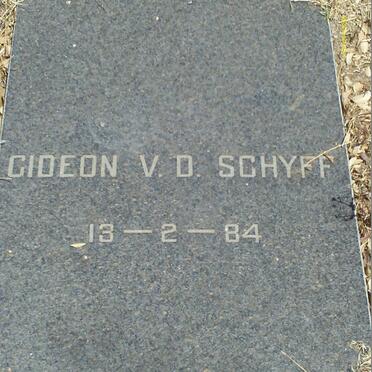 GIDEON V. D. SCHYFF
13 — 2 — 84